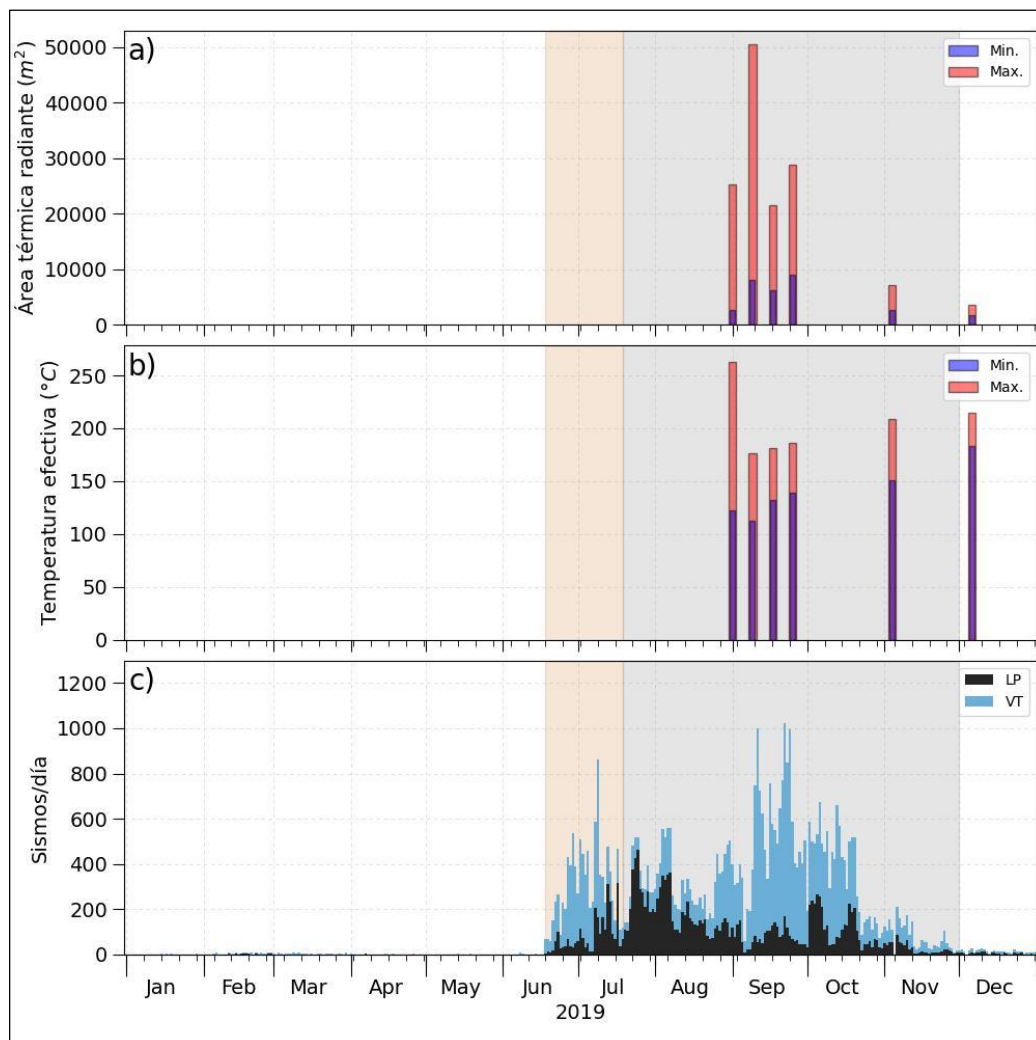 a)
Área térmica radiante (m²)
50000
40000
30000
20000
10000
0
Min.
Max.
b)
Temperatura efectiva (°C)
250
200
150
100
50
0
Min.
Max.
c)
Sismos/día
1200
1000
800
600
400
200
0
LP
VT
Jan Feb Mar Apr May Jun Jul Aug Sep Oct Nov Dec
2019